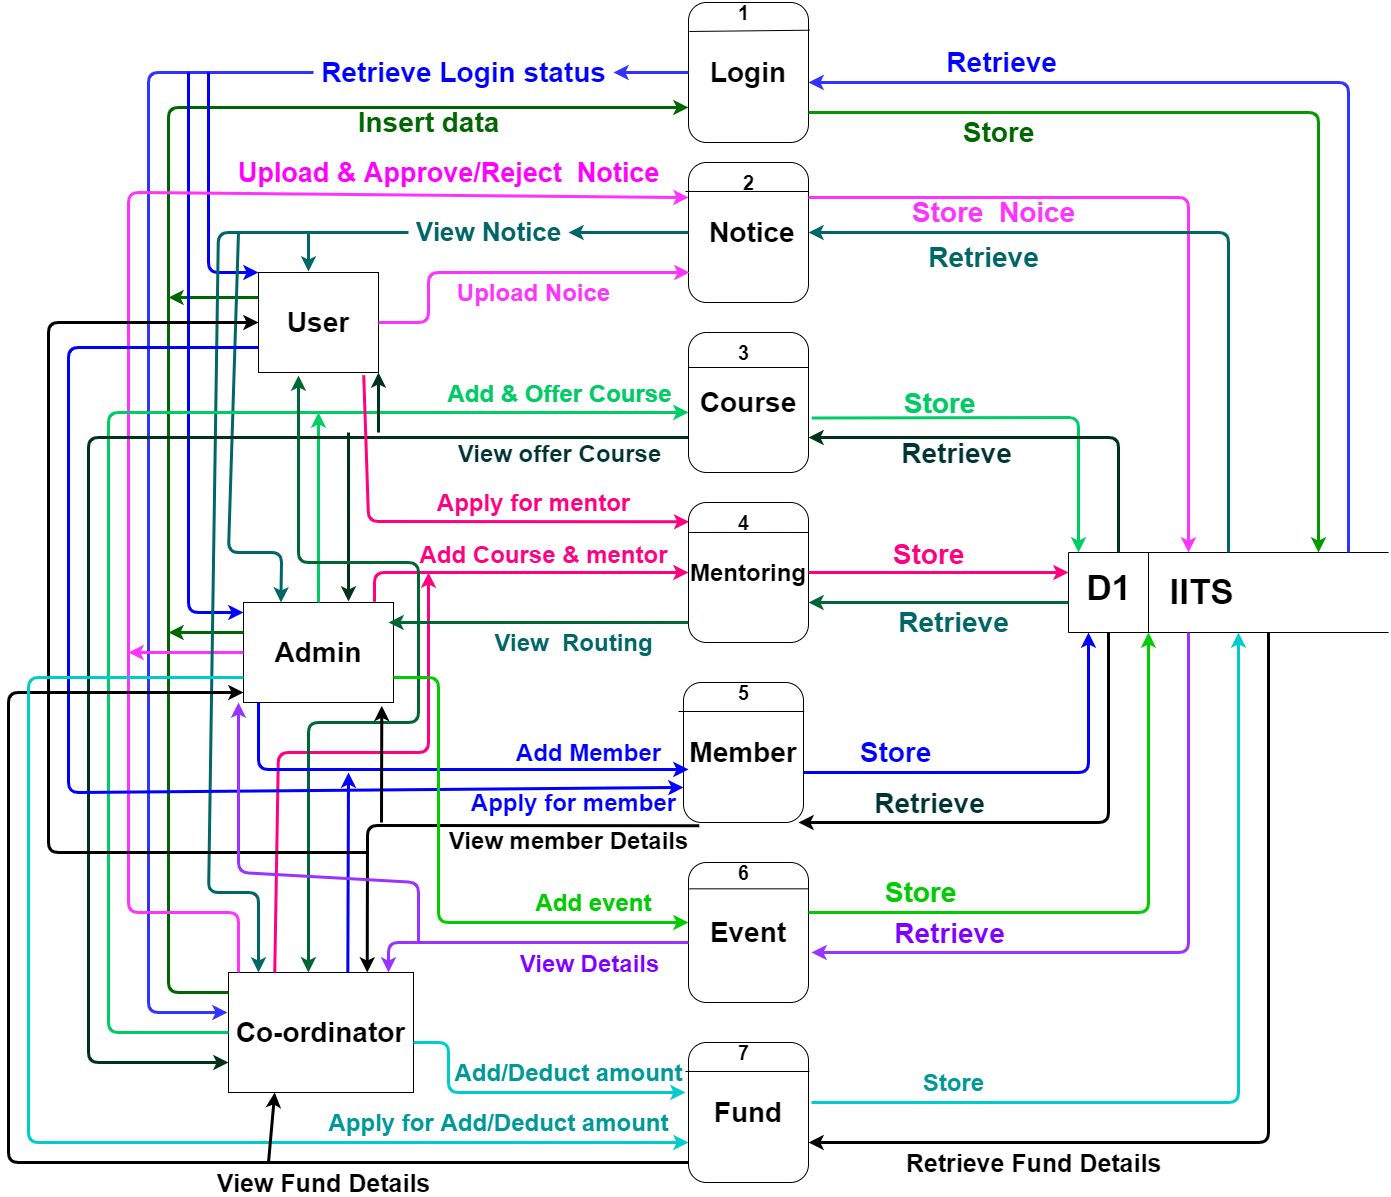 1
Login
Retrieve Login status
Retrieve
Insert data
Store
Upload & Approve/Reject  Notice
2
Notice
Store  Noice
View Notice
Retrieve
Upload Noice
User
3
Course
Add & Offer Course
Store
View offer Course
Retrieve
Apply for mentor
4
Mentoring
Add Course & mentor
Store
D1
IITS
View  Routing
Retrieve
Admin
5
Member
Add Member
Store
Apply for member
Retrieve
View member Details
6
Event
Add event
Store
View Details
Retrieve
Co-ordinator
7
Fund
Add/Deduct amount
Store
Apply for Add/Deduct amount
View Fund Details
Retrieve Fund Details